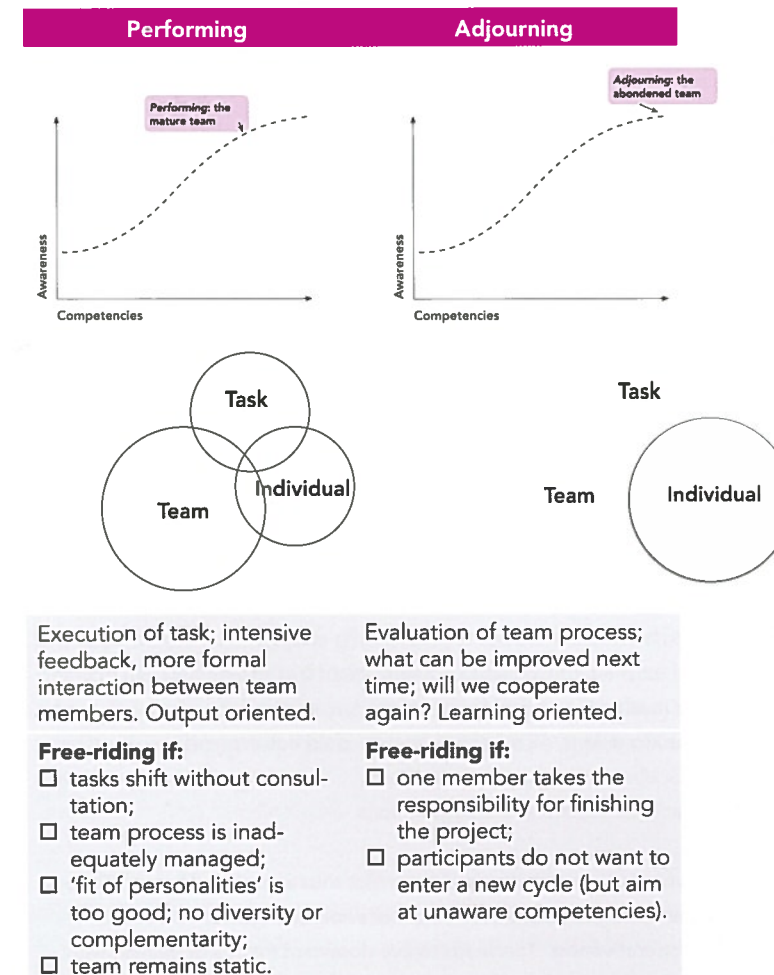 Performing
Adjourning
Performing: the
mature team
Awareness
Competencies
Adjourning: the
abondened team
Awareness
Competencies
Task
Team
Individual
Task
Team
Individual
Execution of task; intensive
feedback, more formal
interaction between team
members. Output oriented.
Free-riding if:
☐ tasks shift without consul-
tation;
☐ team process is inad-
equately managed;
☐ ‘fit of personalities’ is
too good; no diversity or
complementarity;
☐ team remains static.
Evaluation of team process;
what can be improved next
time; will we cooperate
again? Learning oriented.
Free-riding if:
☐ one member takes the
responsibility for finishing
the project;
☐ participants do not want to
enter a new cycle (but aim
at unaware competencies).